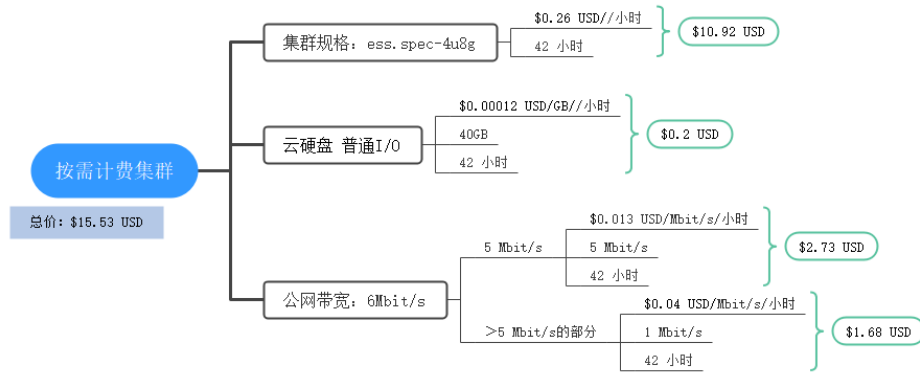 按需计费集群
总价：$15.53 USD
集群规格：ess.spec-4u8g
$0.26 USD//小时
42 小时
$10.92 USD
云硬盘 普通I/O
$0.00012 USD/GB//小时
40GB
42 小时
$0.2 USD
公网带宽：6Mbit/s
5 Mbit/s
$0.013 USD/Mbit/s/小时
5 Mbit/s
42 小时
$2.73 USD
>5 Mbit/s的部分
$0.04 USD/Mbit/s/小时
1 Mbit/s
42 小时
$1.68 USD